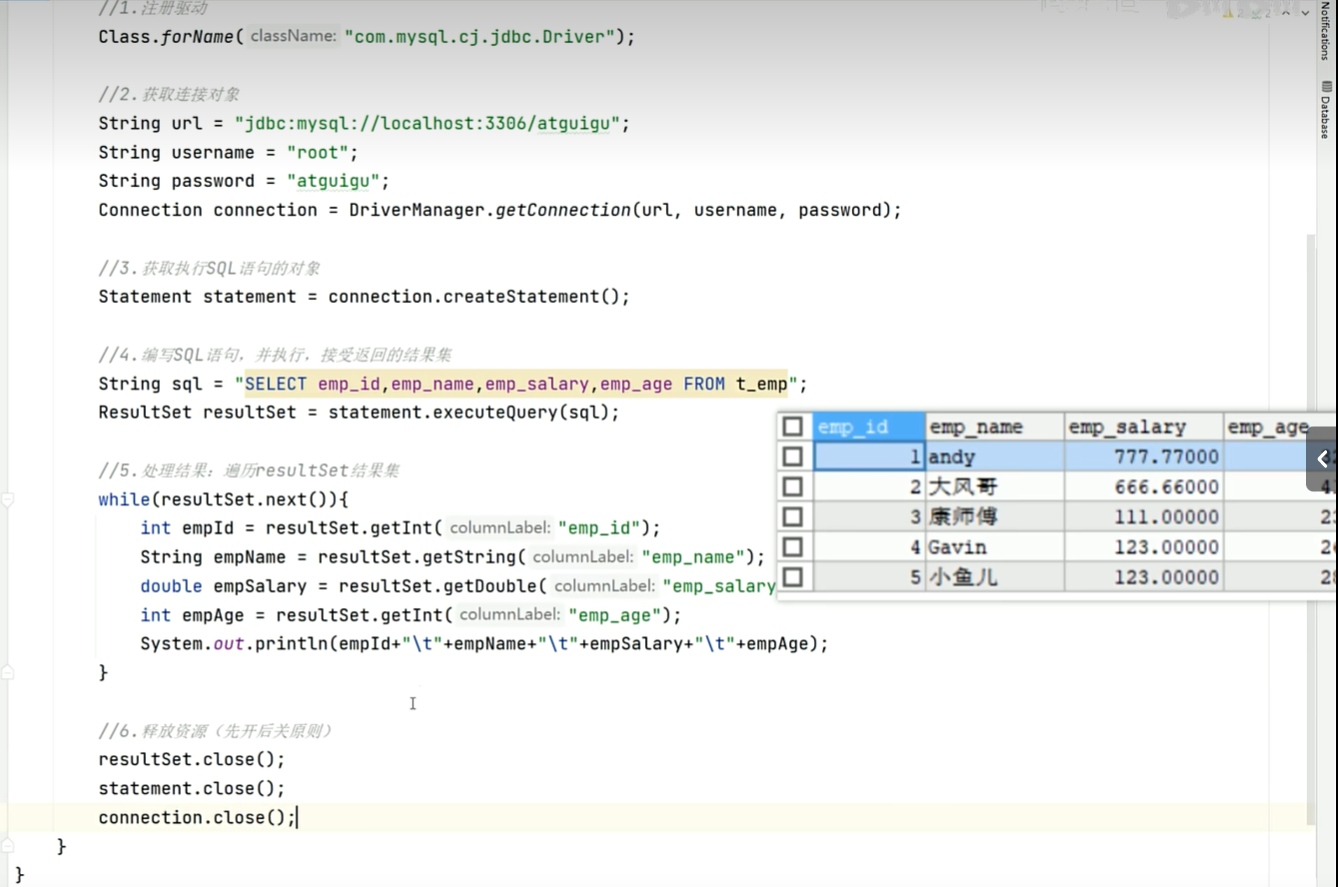 //1.注册驱动
Class.forName( className: "com.mysql.cj.jdbc.Driver");
//2.获取连接对象
String url = "jdbc:mysql://localhost:3306/atguigu";
String username = "root";
String password = "atguigu";
Connection connection = DriverManager.getConnection(url, username, password);
//3.获取执行SQL语句的对象
Statement statement = connection.createStatement();
//4.编写SQL语句，并执行，接受返回的结果集
String sql = "SELECT emp_id,emp_name,emp_salary,emp_age FROM t_emp";
ResultSet resultSet = statement.executeQuery(sql);
//5.处理结果：遍历resultSet结果集
while(resultSet.next()){
int empId = resultSet.getInt( columnLabel: "emp_id");
String empName = resultSet.getString( columnLabel: "emp_name");
double empSalary = resultSet.getDouble( columnLabel: "emp_salary
int empAge = resultSet.getInt( columnLabel: "emp_age");
System.out.println(empId+"\t"+empName+"\t"+empSalary+"\t"+empAge);
}
//6.释放资源（先开后关原则）
resultSet.close();
statement.close();
connection.close();
}
}
emp_id emp_name emp_salary emp_age
1 andy 777.77000
2 大风哥 666.66000
3 康师傅 111.00000
4 Gavin 123.00000
5 小鱼儿 123.00000
Notifications
Database